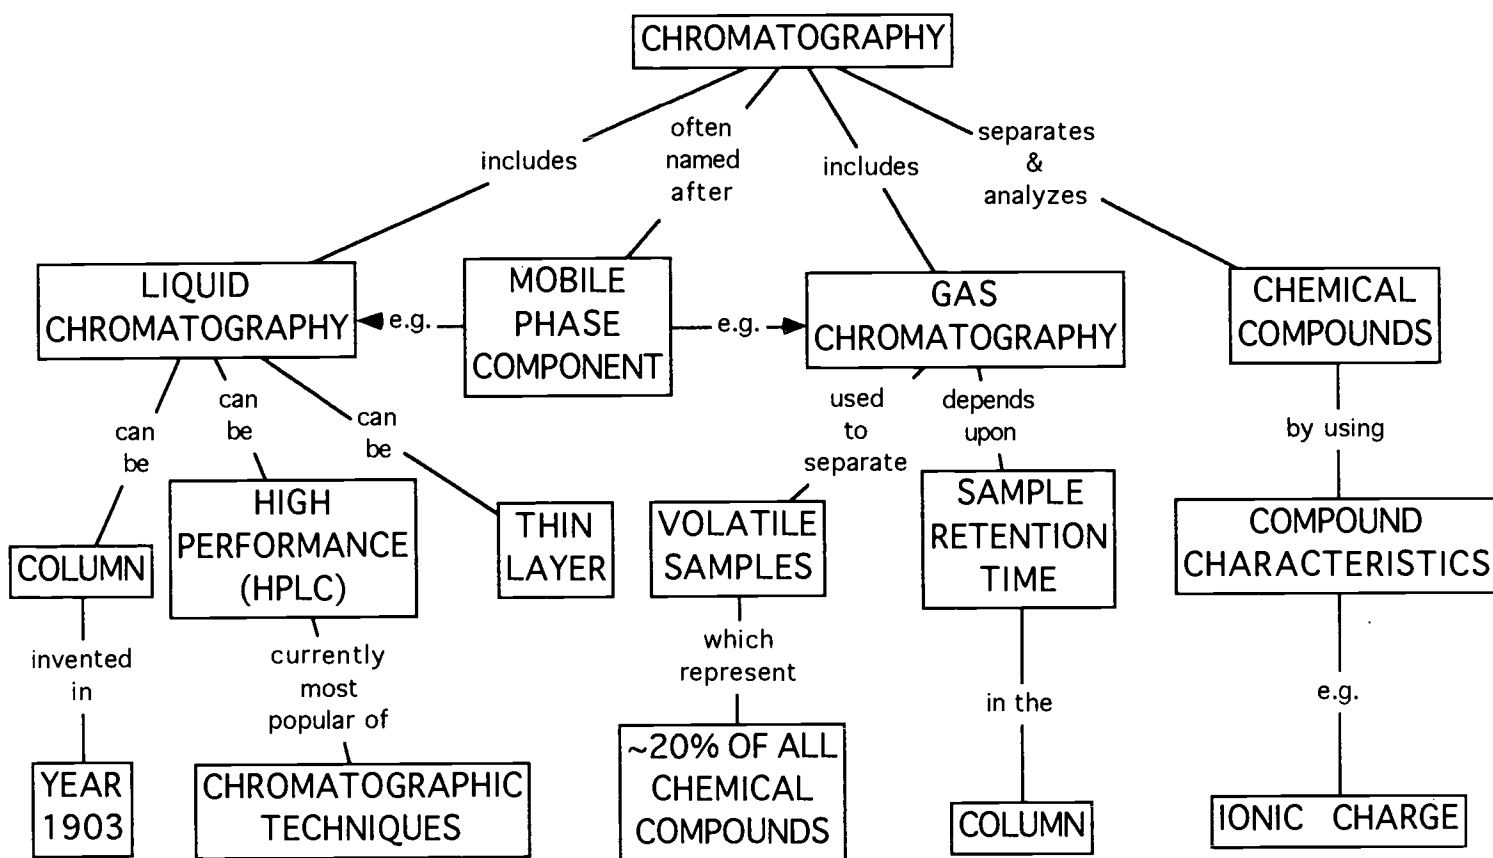 CHROMATOGRAPHY
includes
often
named
after
includes
separates
&
analyzes
LIQUID
CHROMATOGRAPHY
e.g.
MOBILE
PHASE
COMPONENT
e.g.
GAS
CHROMATOGRAPHY
CHEMICAL
COMPOUNDS
can
be
can
be
can
be
used
to
separate
depends
upon
by using
COLUMN
HIGH
PERFORMANCE
(HPLC)
THIN
LAYER
VOLATILE
SAMPLES
SAMPLE
RETENTION
TIME
COMPOUND
CHARACTERISTICS
invented
in
currently
most
popular of
which
represent
in the
e.g.
YEAR
1903
CHROMATOGRAPHIC
TECHNIQUES
~20% OF ALL
CHEMICAL
COMPOUNDS
COLUMN
IONIC CHARGE